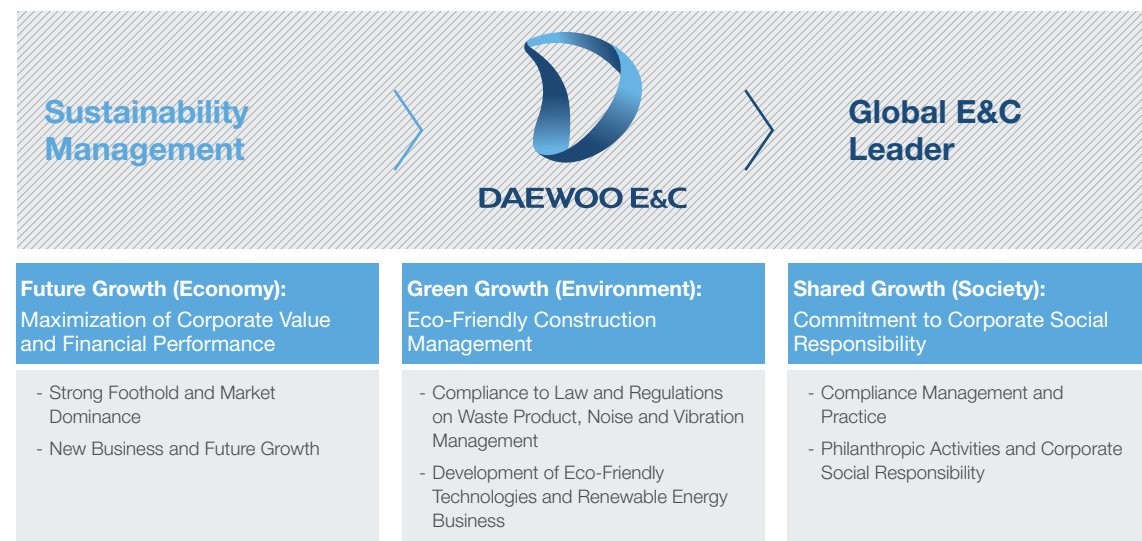 Sustainability
Management
DAEWOO E&C
Global E&C
Leader
Future Growth (Economy):
Maximization of Corporate Value
and Financial Performance
- Strong Foothold and Market
Dominance
- New Business and Future Growth
Green Growth (Environment):
Eco-Friendly Construction
Management
- Compliance to Law and Regulations
on Waste Product, Noise and Vibration
Management
- Development of Eco-Friendly
Technologies and Renewable Energy
Business
Shared Growth (Society):
Commitment to Corporate Social
Responsibility
- Compliance Management and
Practice
- Philanthropic Activities and Corporate
Social Responsibility